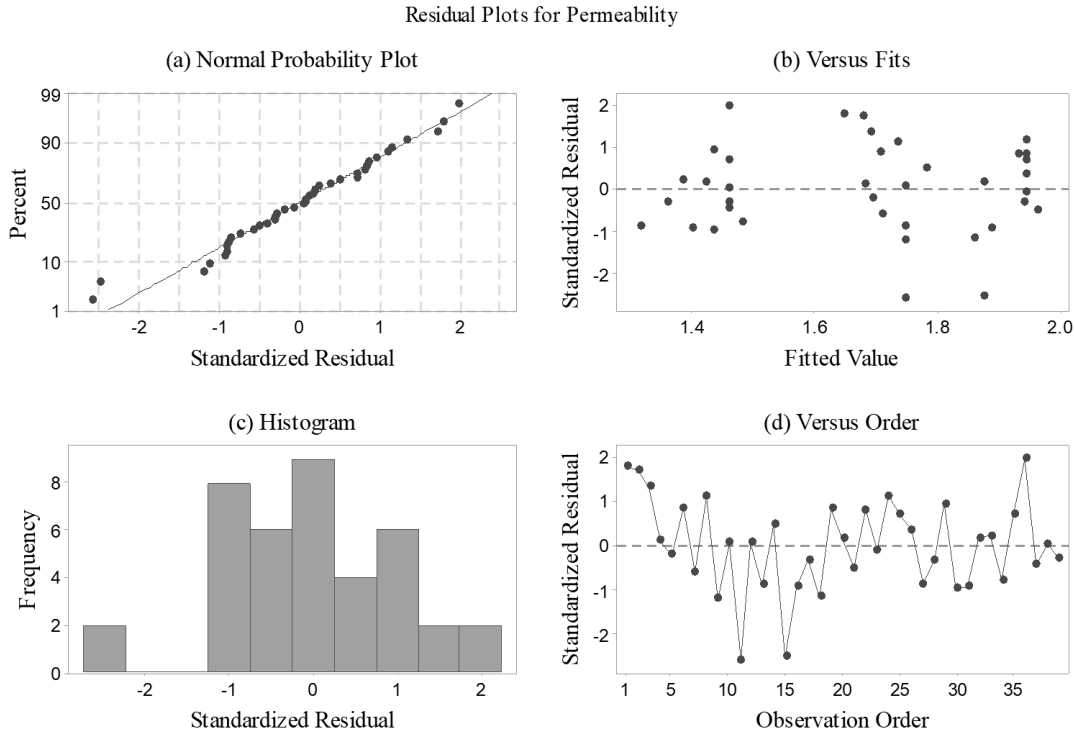 Residual Plots for Permeability
(a) Normal Probability Plot
99
90
50
10
1
Percent
-2 -1 0 1 2
Standardized Residual
(b) Versus Fits
2
1
0
-1
-2
Standardized Residual
1.4 1.6 1.8 2.0
Fitted Value
(c) Histogram
8
6
4
2
0
Frequency
-2 -1 0 1 2
Standardized Residual
(d) Versus Order
2
1
0
-1
-2
Standardized Residual
1 5 10 15 20 25 30 35
Observation Order